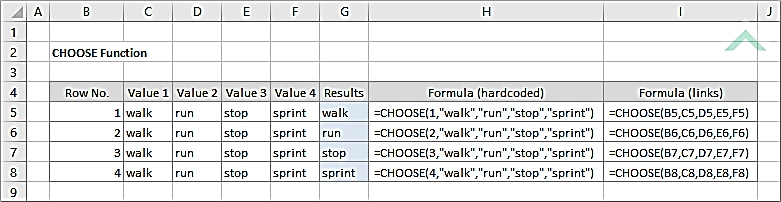 A B C D E F G H I J
1
2 CHOOSE Function
3
4 Row No. Value 1 Value 2 Value 3 Value 4 Results Formula (hardcoded) Formula (links)
5 1 walk run stop sprint walk =CHOOSE(1,"walk","run","stop","sprint") =CHOOSE(B5,C5,D5,E5,F5)
6 2 walk run stop sprint run =CHOOSE(2,"walk","run","stop","sprint") =CHOOSE(B6,C6,D6,E6,F6)
7 3 walk run stop sprint stop =CHOOSE(3,"walk","run","stop","sprint") =CHOOSE(B7,C7,D7,E7,F7)
8 4 walk run stop sprint sprint =CHOOSE(4,"walk","run","stop","sprint") =CHOOSE(B8,C8,D8,E8,F8)
9